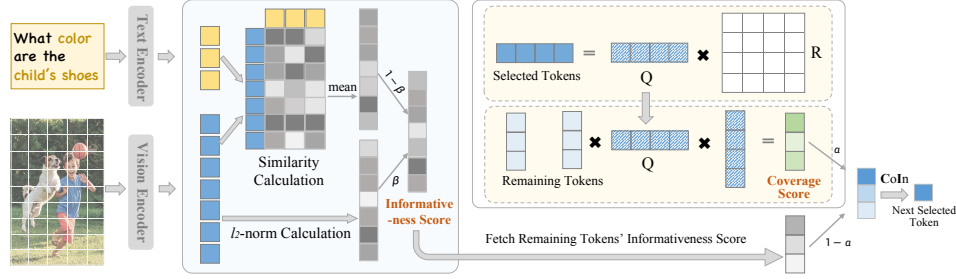 What color
are the
child's shoes
Text Encoder
Vision Encoder
Similarity
Calculation
mean
1-β
β
Informative
-ness Score
l2-norm Calculation
Selected Tokens
=
Q
×
R
Remaining Tokens
×
Q
×
=
Coverage
Score
α
CoIn
Next Selected
Token
Fetch Remaining Tokens' Informativeness Score
1-α